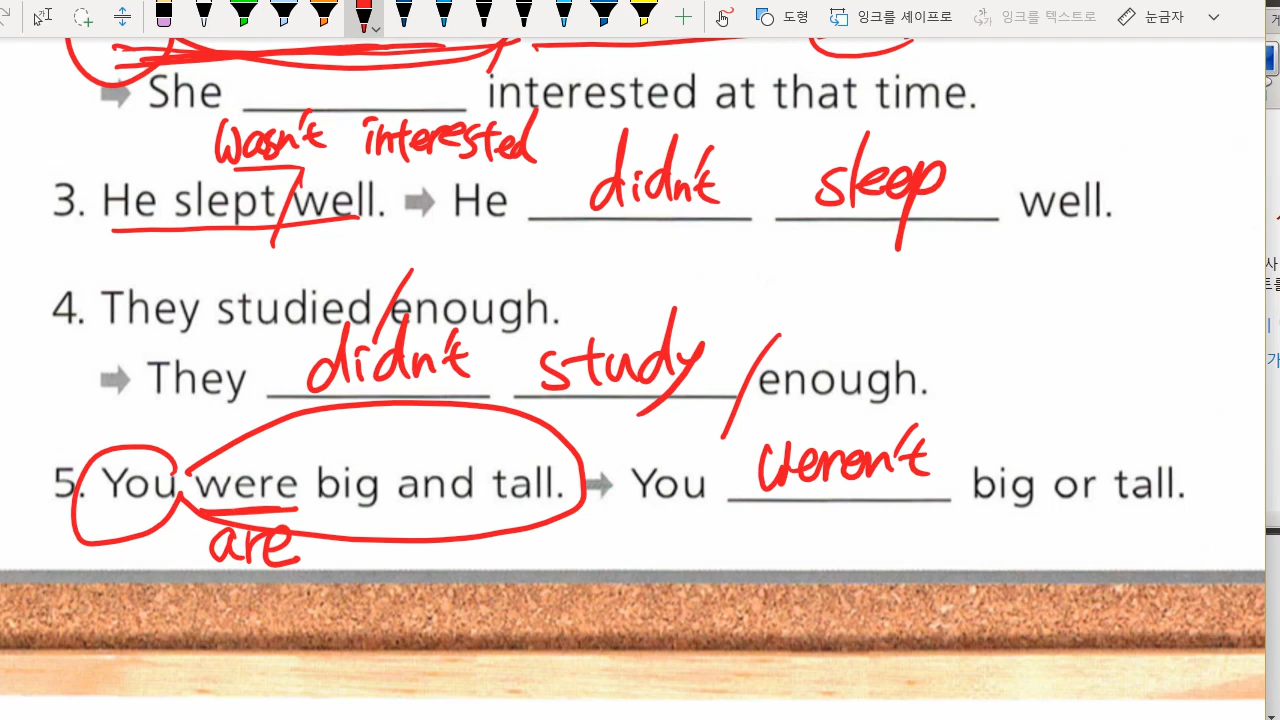 도형 잉크를 셰이프로 잉크를 텍스트로 눈금자
➡ She ___ interested at that time.
wasn't interested
3. He slept well. ➡ He didn't sleep well.
4. They studied enough.
➡ They didn't study enough.
5. You were big and tall. ➡ You weren't big or tall.
are